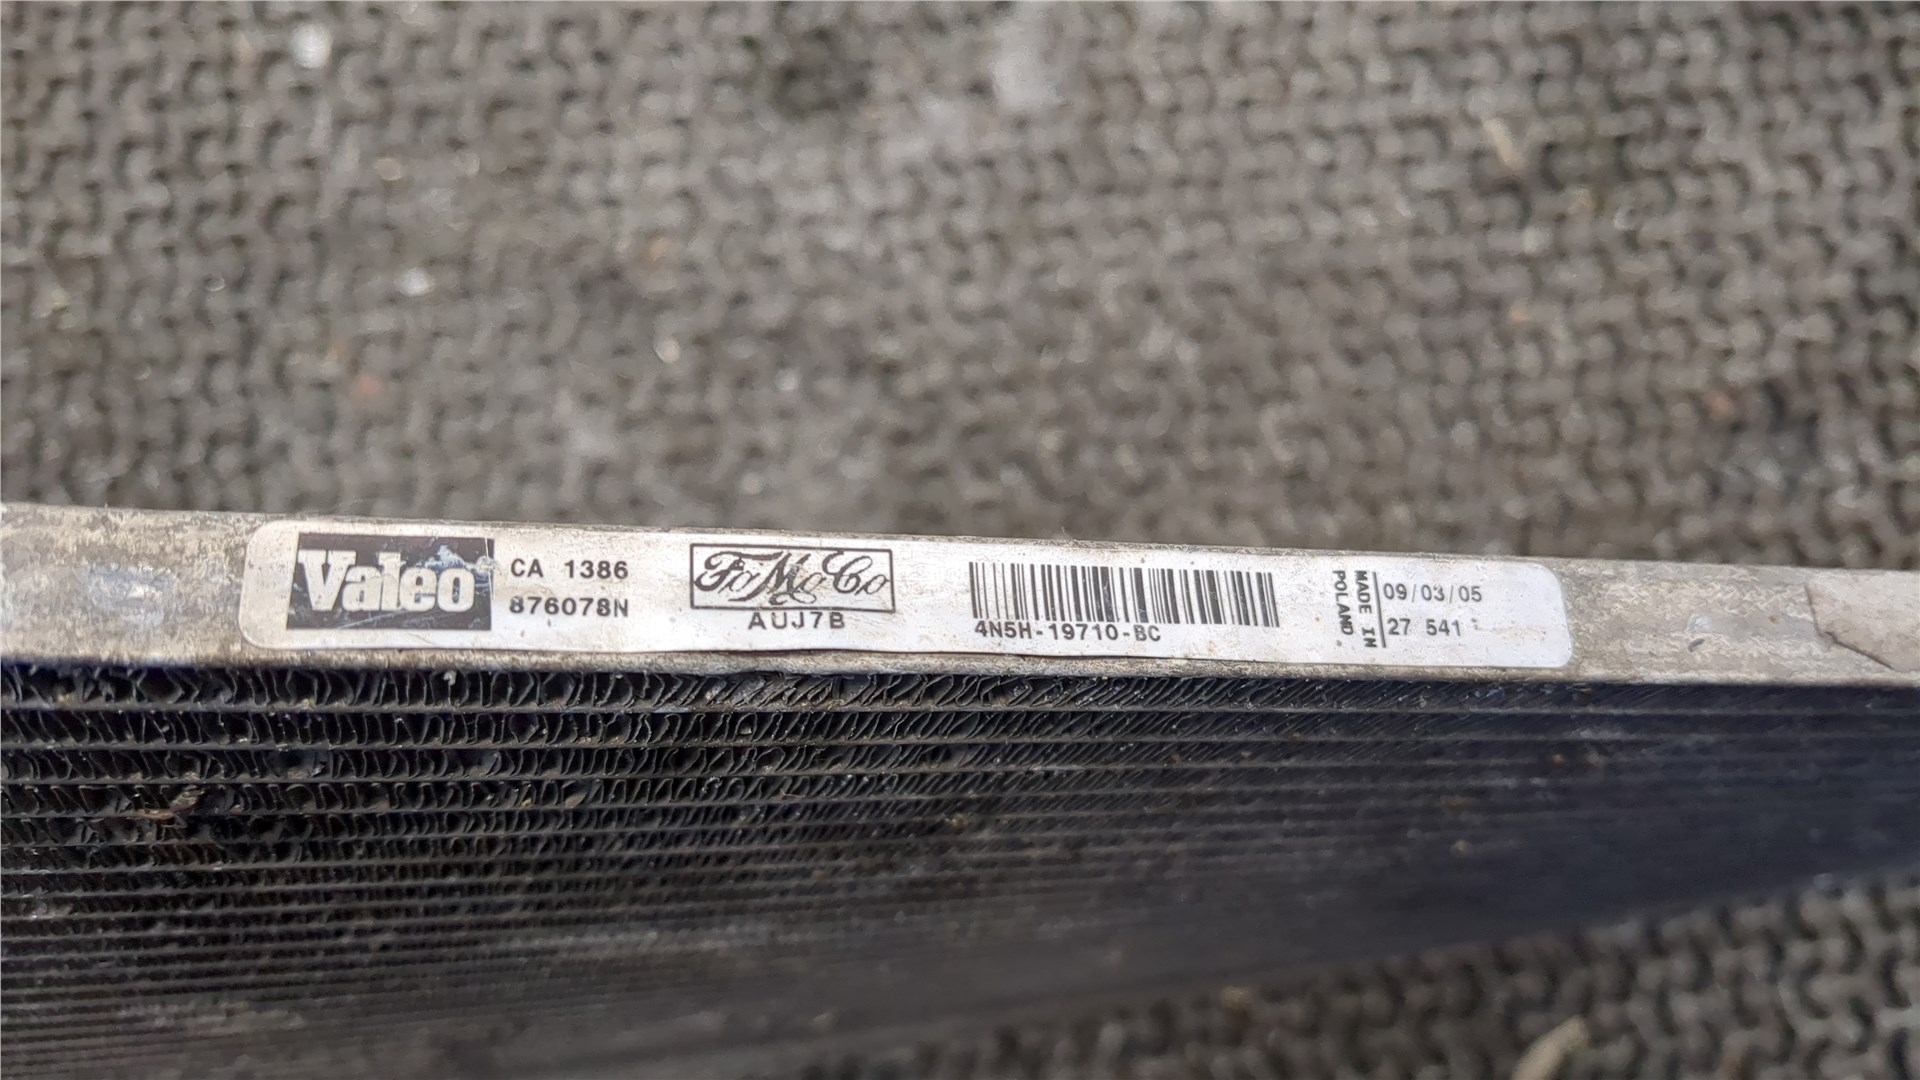 Valeo
CA 1386
876078N
FoMoCo
AUJ7B
4N5H-19710-BC
MADE IN
POLAND
09/03/05
27 541